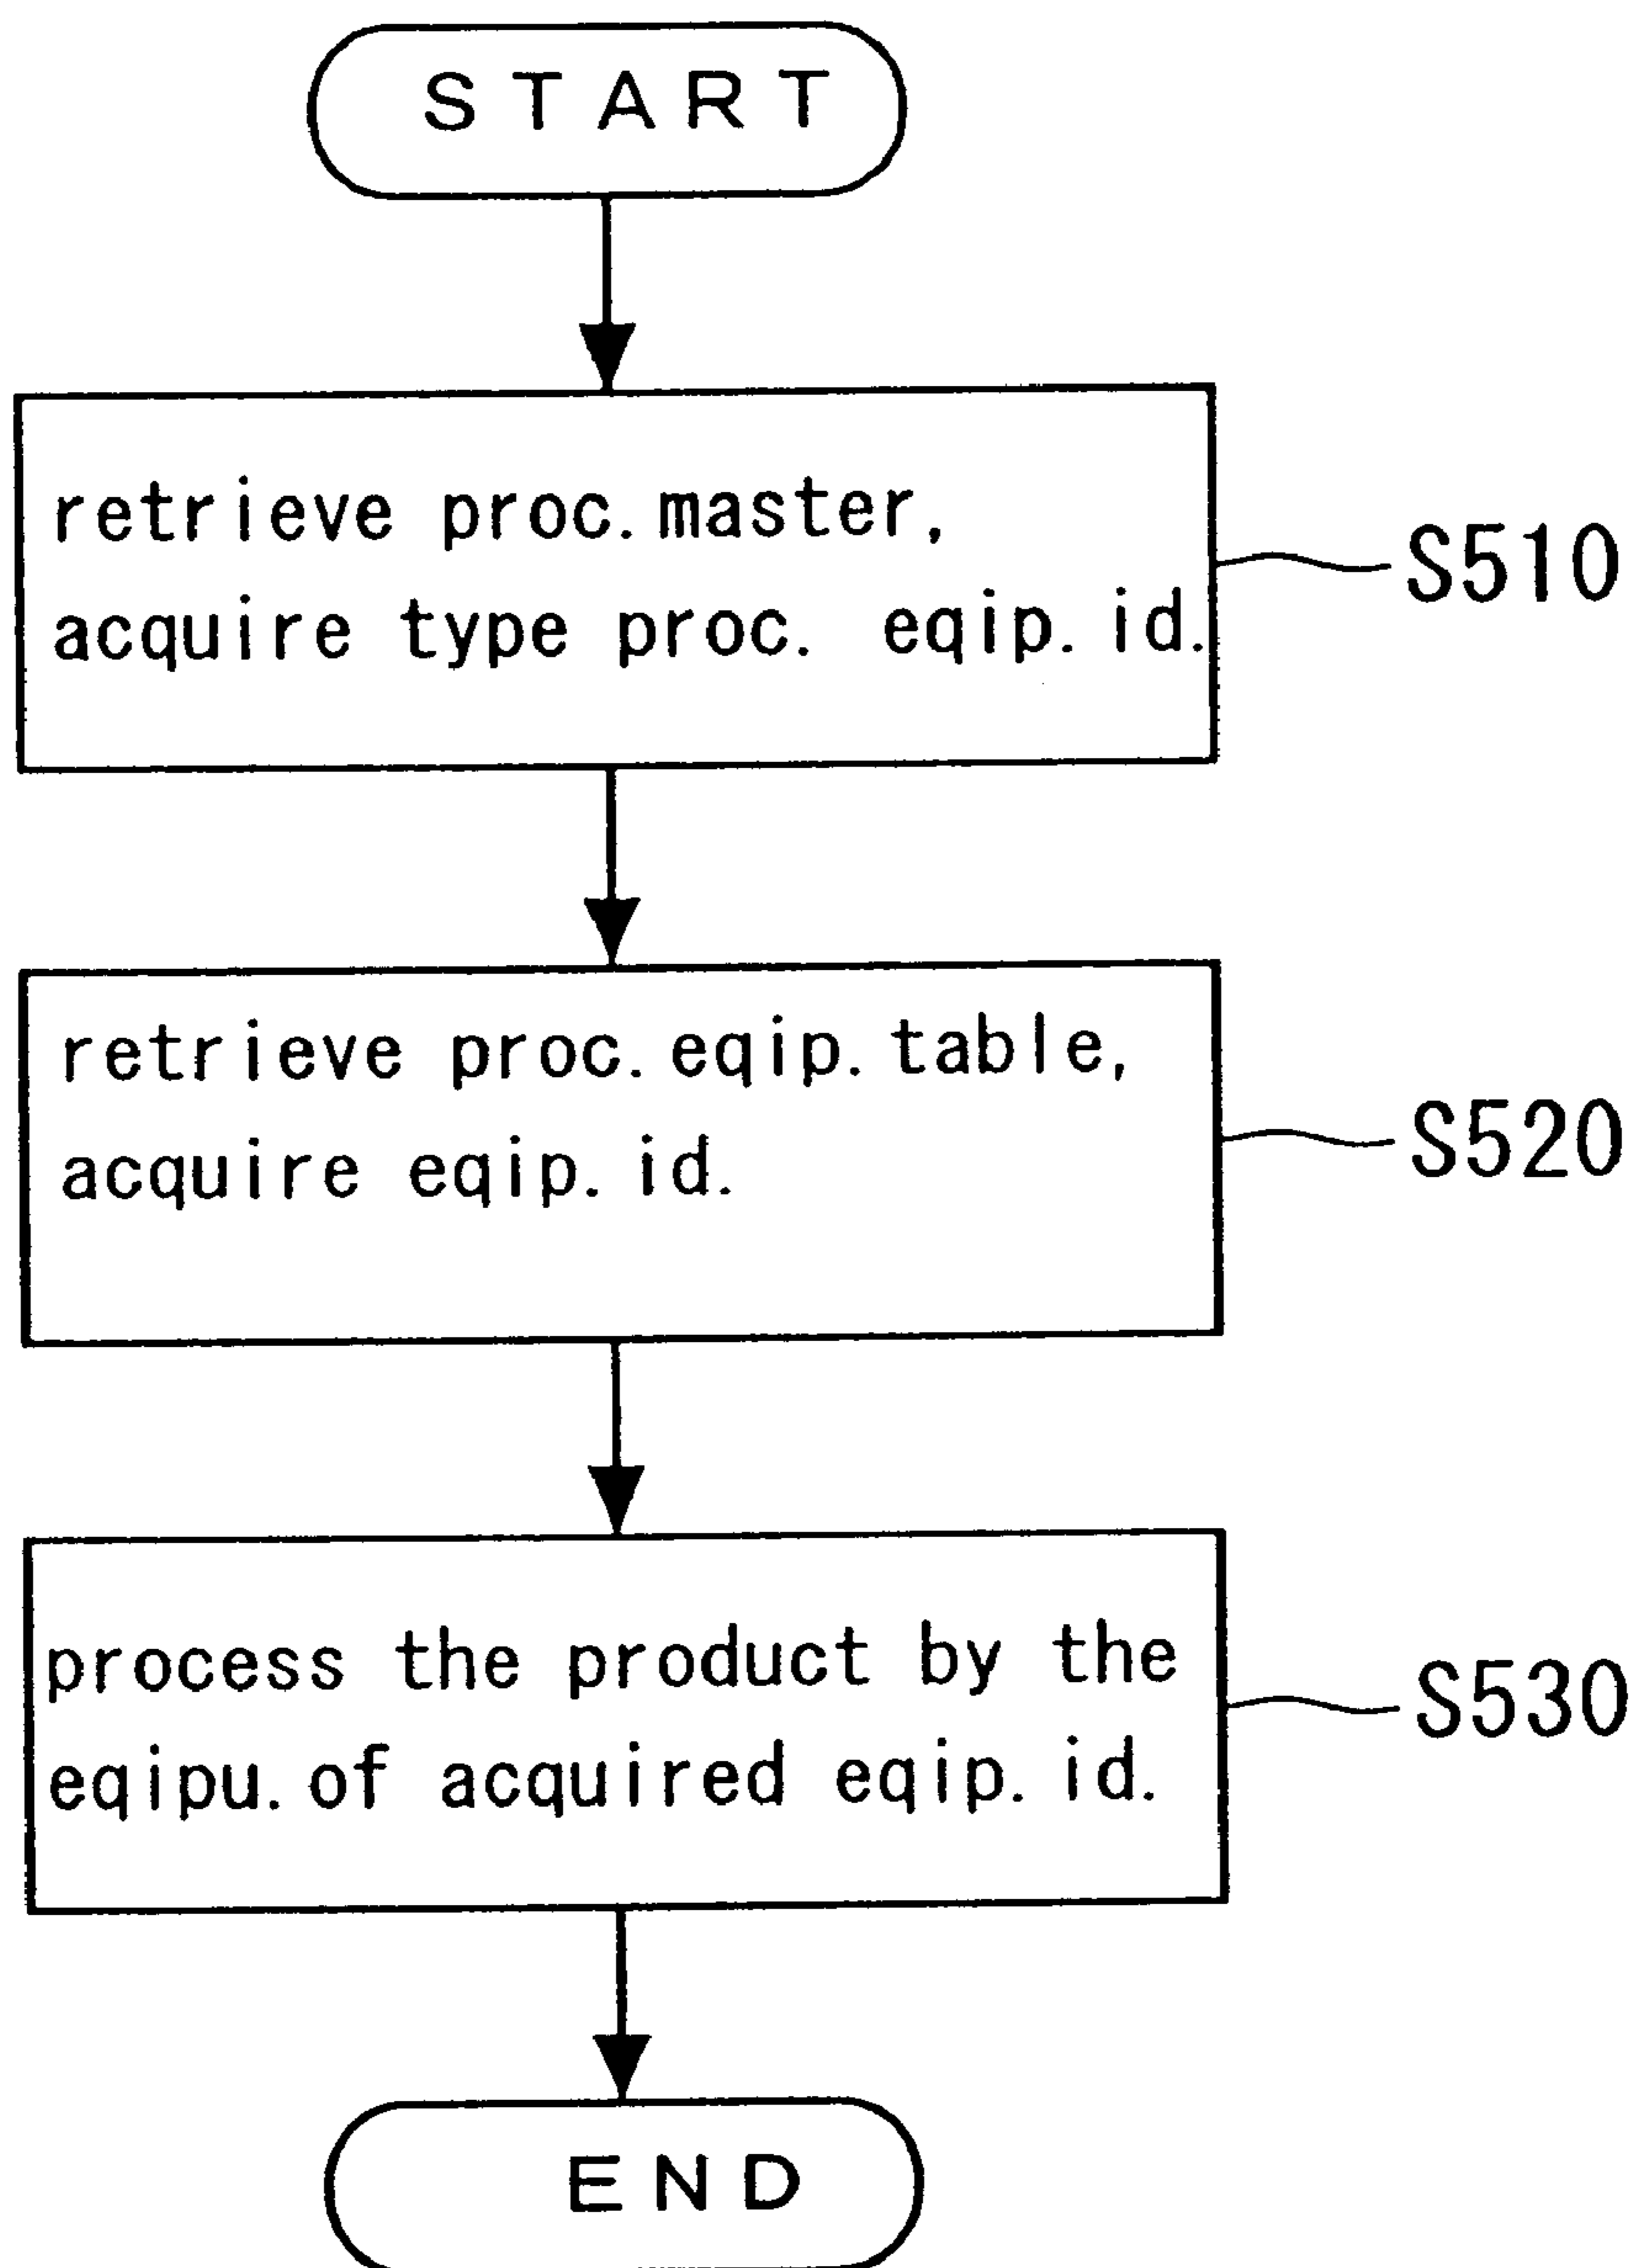 START
retrieve proc.master,
acquire type proc. eqip. id.
S510
retrieve proc.eqip.table,
acquire eqip. id.
S520
process the product by the
eqipu.of acquired eqip. id.
S530
END